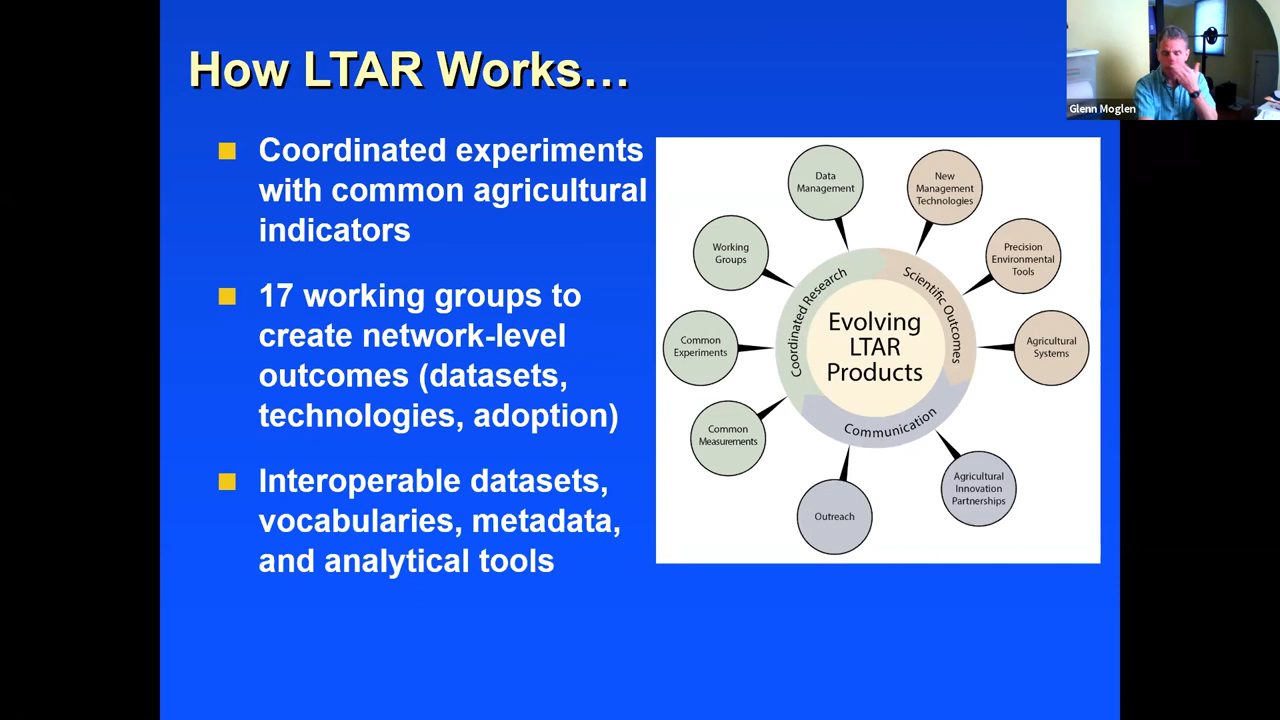 How LTAR Works…
Glenn Moglen
Coordinated experiments
with common agricultural
indicators
17 working groups to
create network-level
outcomes (datasets,
technologies, adoption)
Interoperable datasets,
vocabularies, metadata,
and analytical tools
Data
Management
New
Management
Technologies
Working
Groups
Precision
Environmental
Tools
Common
Experiments
Agricultural
Systems
Common
Measurements
Agricultural
Innovation
Partnerships
Outreach
Coordinated Research
Scientific Outcomes
Communication
Evolving
LTAR
Products